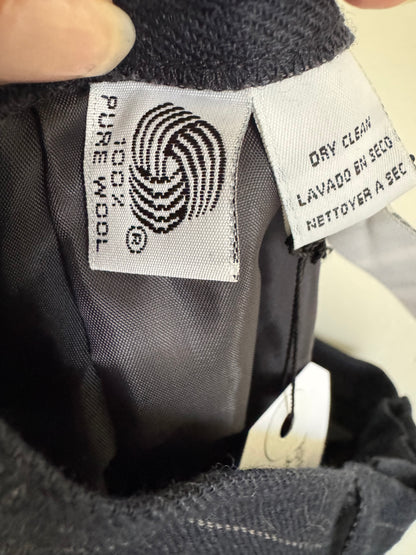 100%
PURE WOOL
®
DRY CLEAN
LAVADO EN SECO
NETTOYER A SEC